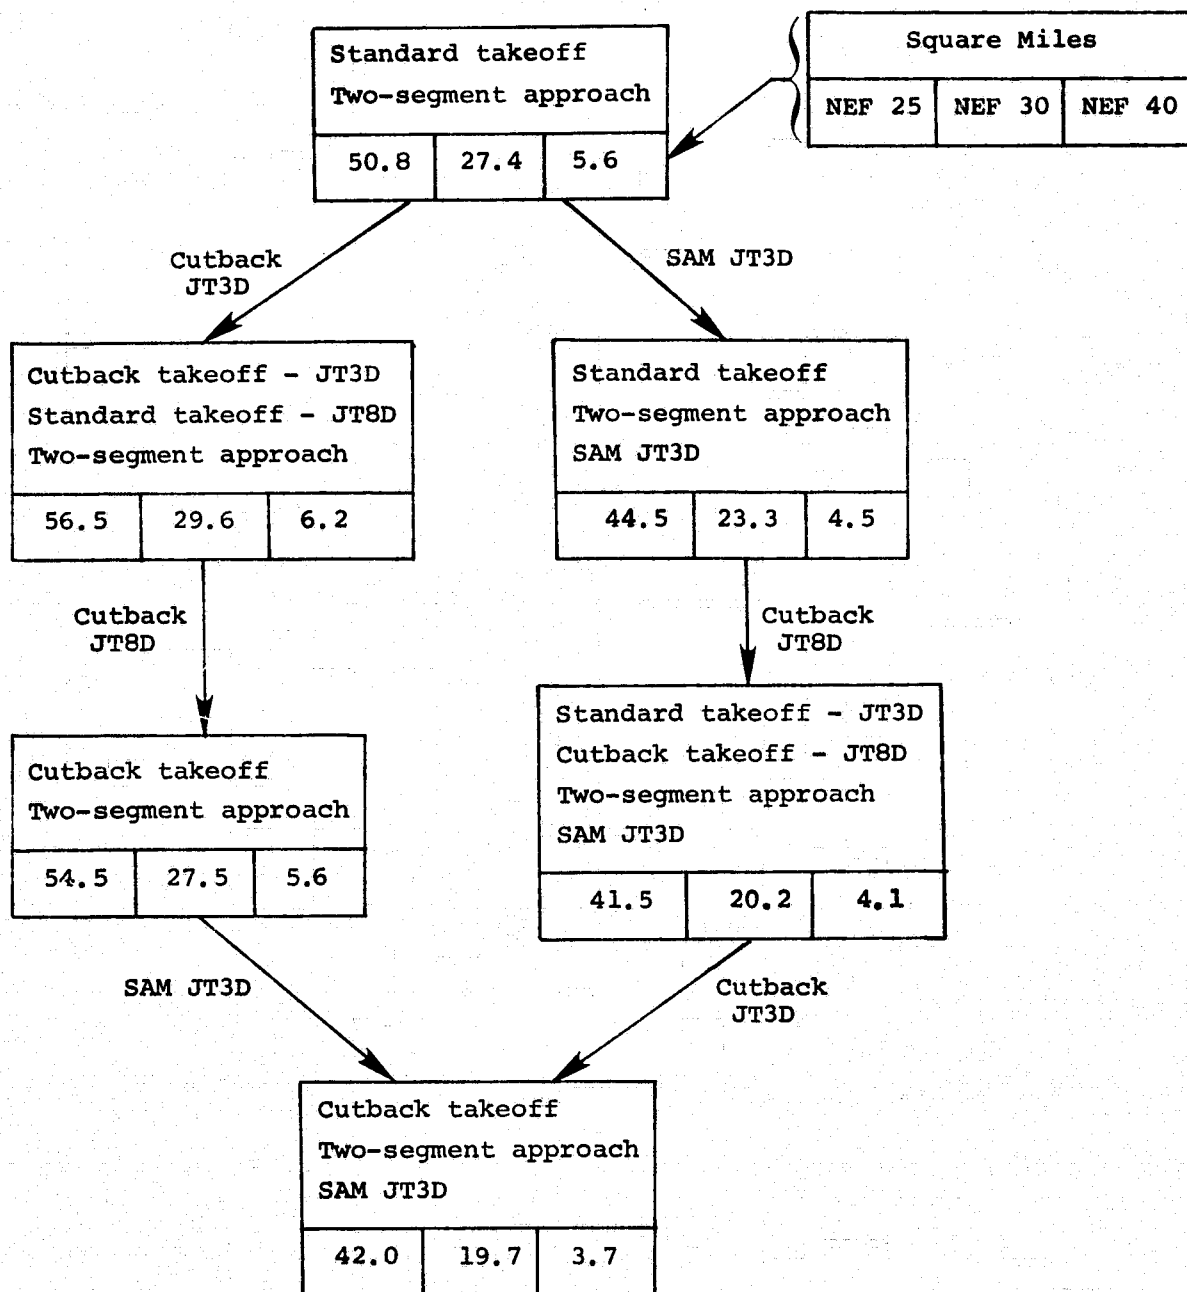 Standard takeoff
Two-segment approach
50.8 27.4 5.6
Square Miles
NEF 25 NEF 30 NEF 40
Cutback
JT3D
SAM JT3D
Cutback takeoff - JT3D
Standard takeoff - JT8D
Two-segment approach
56.5 29.6 6.2
Standard takeoff
Two-segment approach
SAM JT3D
44.5 23.3 4.5
Cutback
JT8D
Cutback
JT8D
Cutback takeoff
Two-segment approach
54.5 27.5 5.6
Standard takeoff - JT3D
Cutback takeoff - JT8D
Two-segment approach
SAM JT3D
41.5 20.2 4.1
SAM JT3D
Cutback
JT3D
Cutback takeoff
Two-segment approach
SAM JT3D
42.0 19.7 3.7